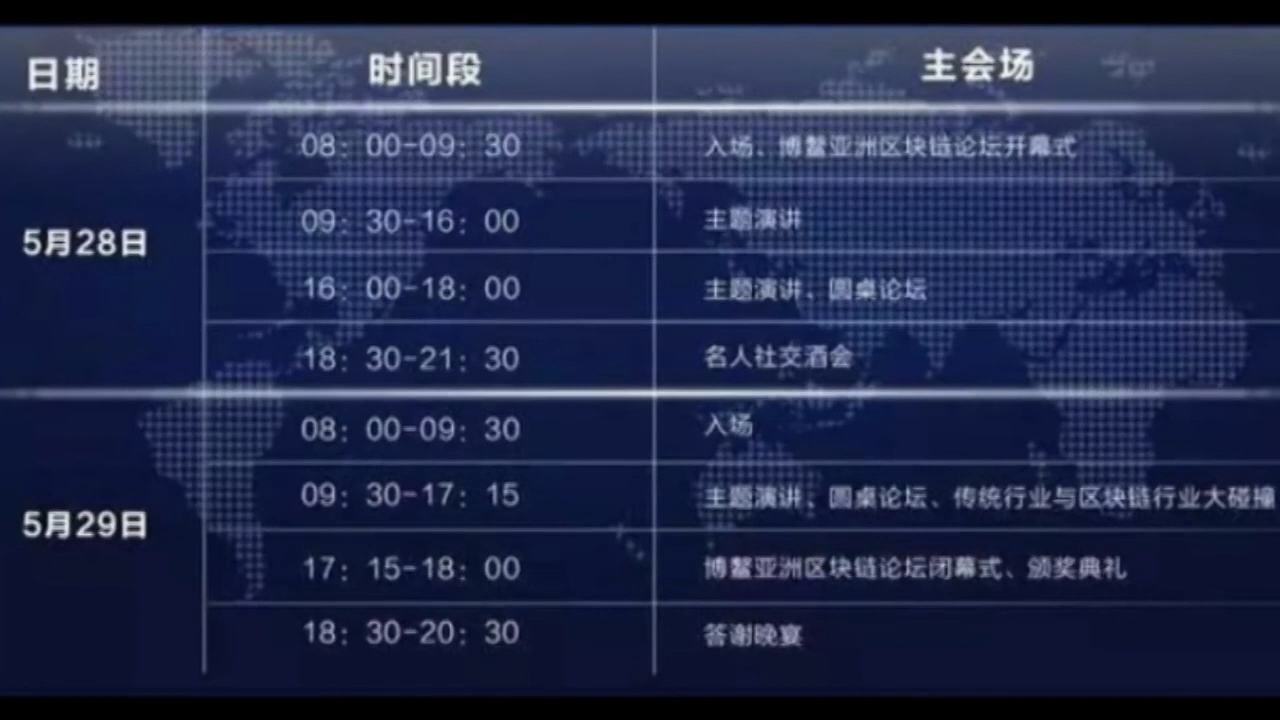 日期 时间段 主会场
08：00-09：30 入场、博鳌亚洲区块链论坛开幕式
09：30-16：00 主题演讲
5月28日
16：00-18：00 主题演讲、圆桌论坛
18：30-21：30 名人社交酒会
08：00-09：30 入场
09：30-17：15 主题演讲、圆桌论坛、传统行业与区块链行业大碰撞
5月29日
17：15-18：00 博鳌亚洲区块链论坛闭幕式、颁奖典礼
18：30-20：30 答谢晚宴